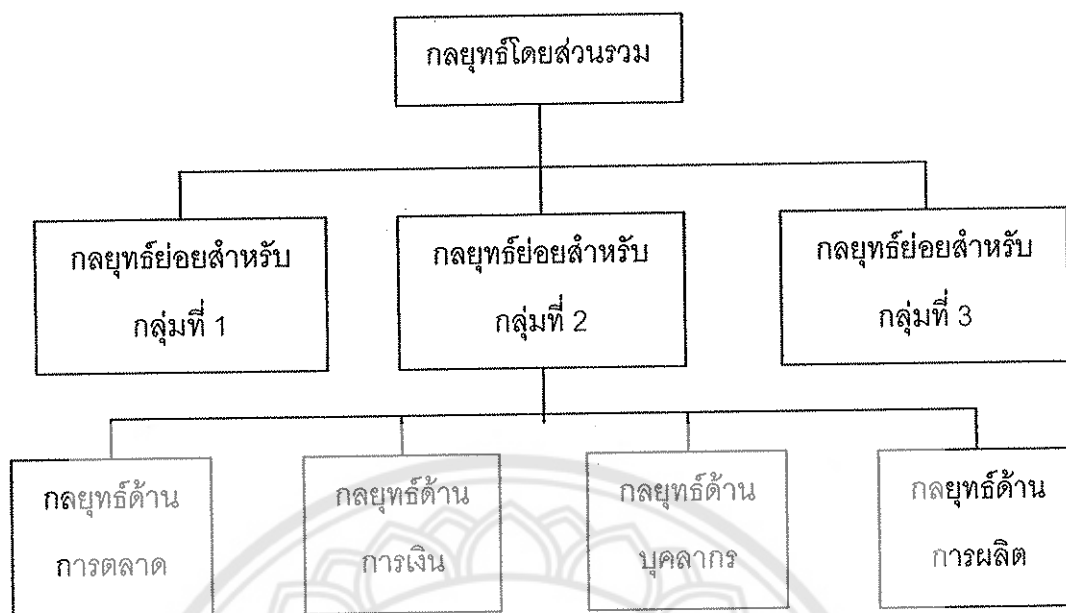 กลยุทธ์โดยส่วนรวม
กลยุทธ์ย่อยสำหรับ
กลุ่มที่ 1
กลยุทธ์ย่อยสำหรับ
กลุ่มที่ 2
กลยุทธ์ย่อยสำหรับ
กลุ่มที่ 3
กลยุทธ์ด้าน
การตลาด
กลยุทธ์ด้าน
การเงิน
กลยุทธ์ด้าน
บุคลากร
กลยุทธ์ด้าน
การผลิต